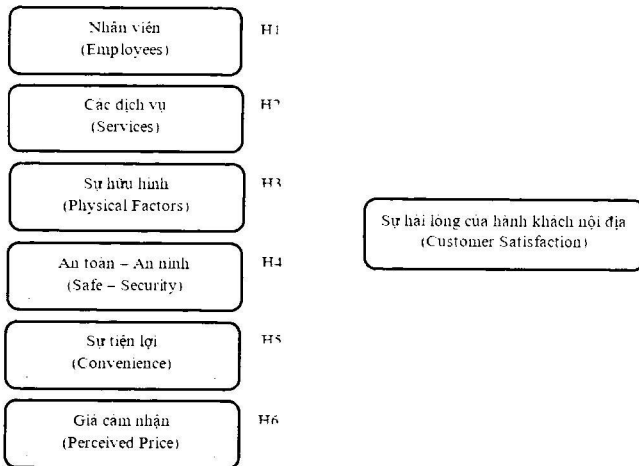 Nhân viên H1
(Employees)
Các dịch vụ H2
(Services)
Sự hữu hình H3
(Physical Factors)
Sự hài lòng của hành khách nội địa
(Customer Satisfaction)
An toàn – An ninh H4
(Safe – Security)
Sự tiện lợi H5
(Convenience)
Giá cảm nhận H6
(Perceived Price)